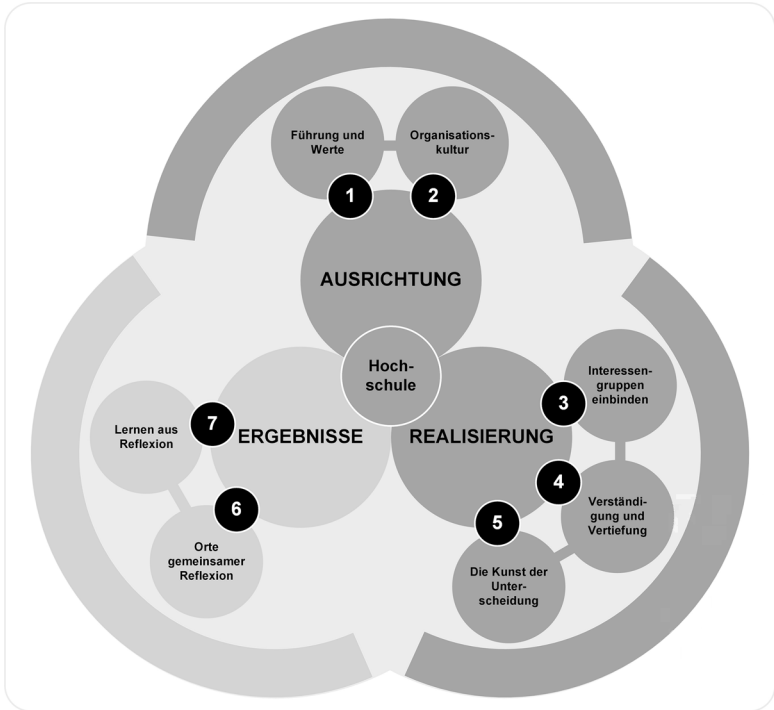 Führung und
Werte
Organisations-
kultur
1
2
AUSRICHTUNG
Hoch-
schule
Interessen-
gruppen
einbinden
3
REALISIERUNG
4
Verständi-
gung und
Vertiefung
5
Die Kunst der
Unter-
scheidung
ERGEBNISSE
6
Orte
gemeinsamer
Reflexion
7
Lernen aus
Reflexion